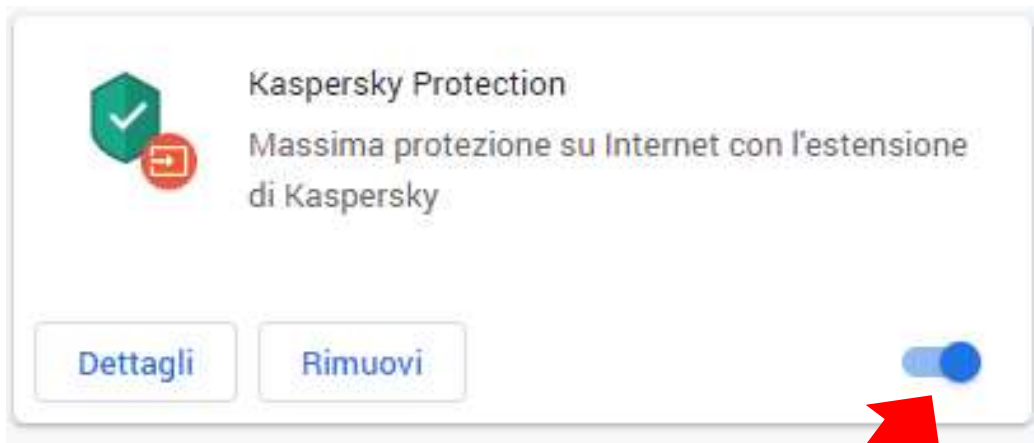 Kaspersky Protection
Massima protezione su Internet con l'estensione
di Kaspersky
Dettagli
Rimuovi